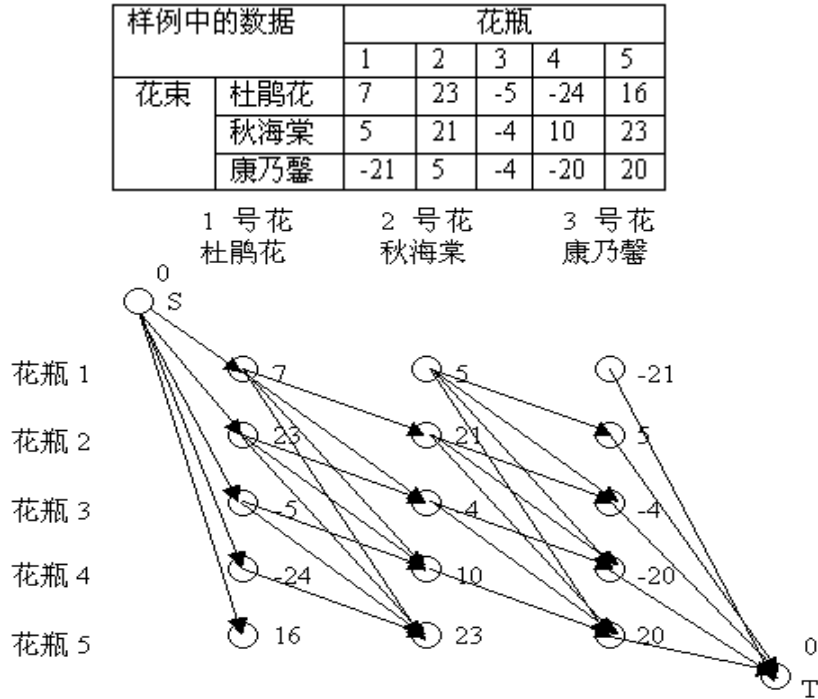 样例中的数据 花瓶
1 2 3 4 5
花束 杜鹃花 7 23 -5 -24 16
秋海棠 5 21 -4 10 23
康乃馨 -21 5 -4 -20 20
1 号花 2 号花 3 号花
杜鹃花 秋海棠 康乃馨
0
S
花瓶 1 7 5 -21
花瓶 2 23 21 5
花瓶 3 -5 -4 -4
花瓶 4 -24 10 -20
花瓶 5 16 23 20
0
T